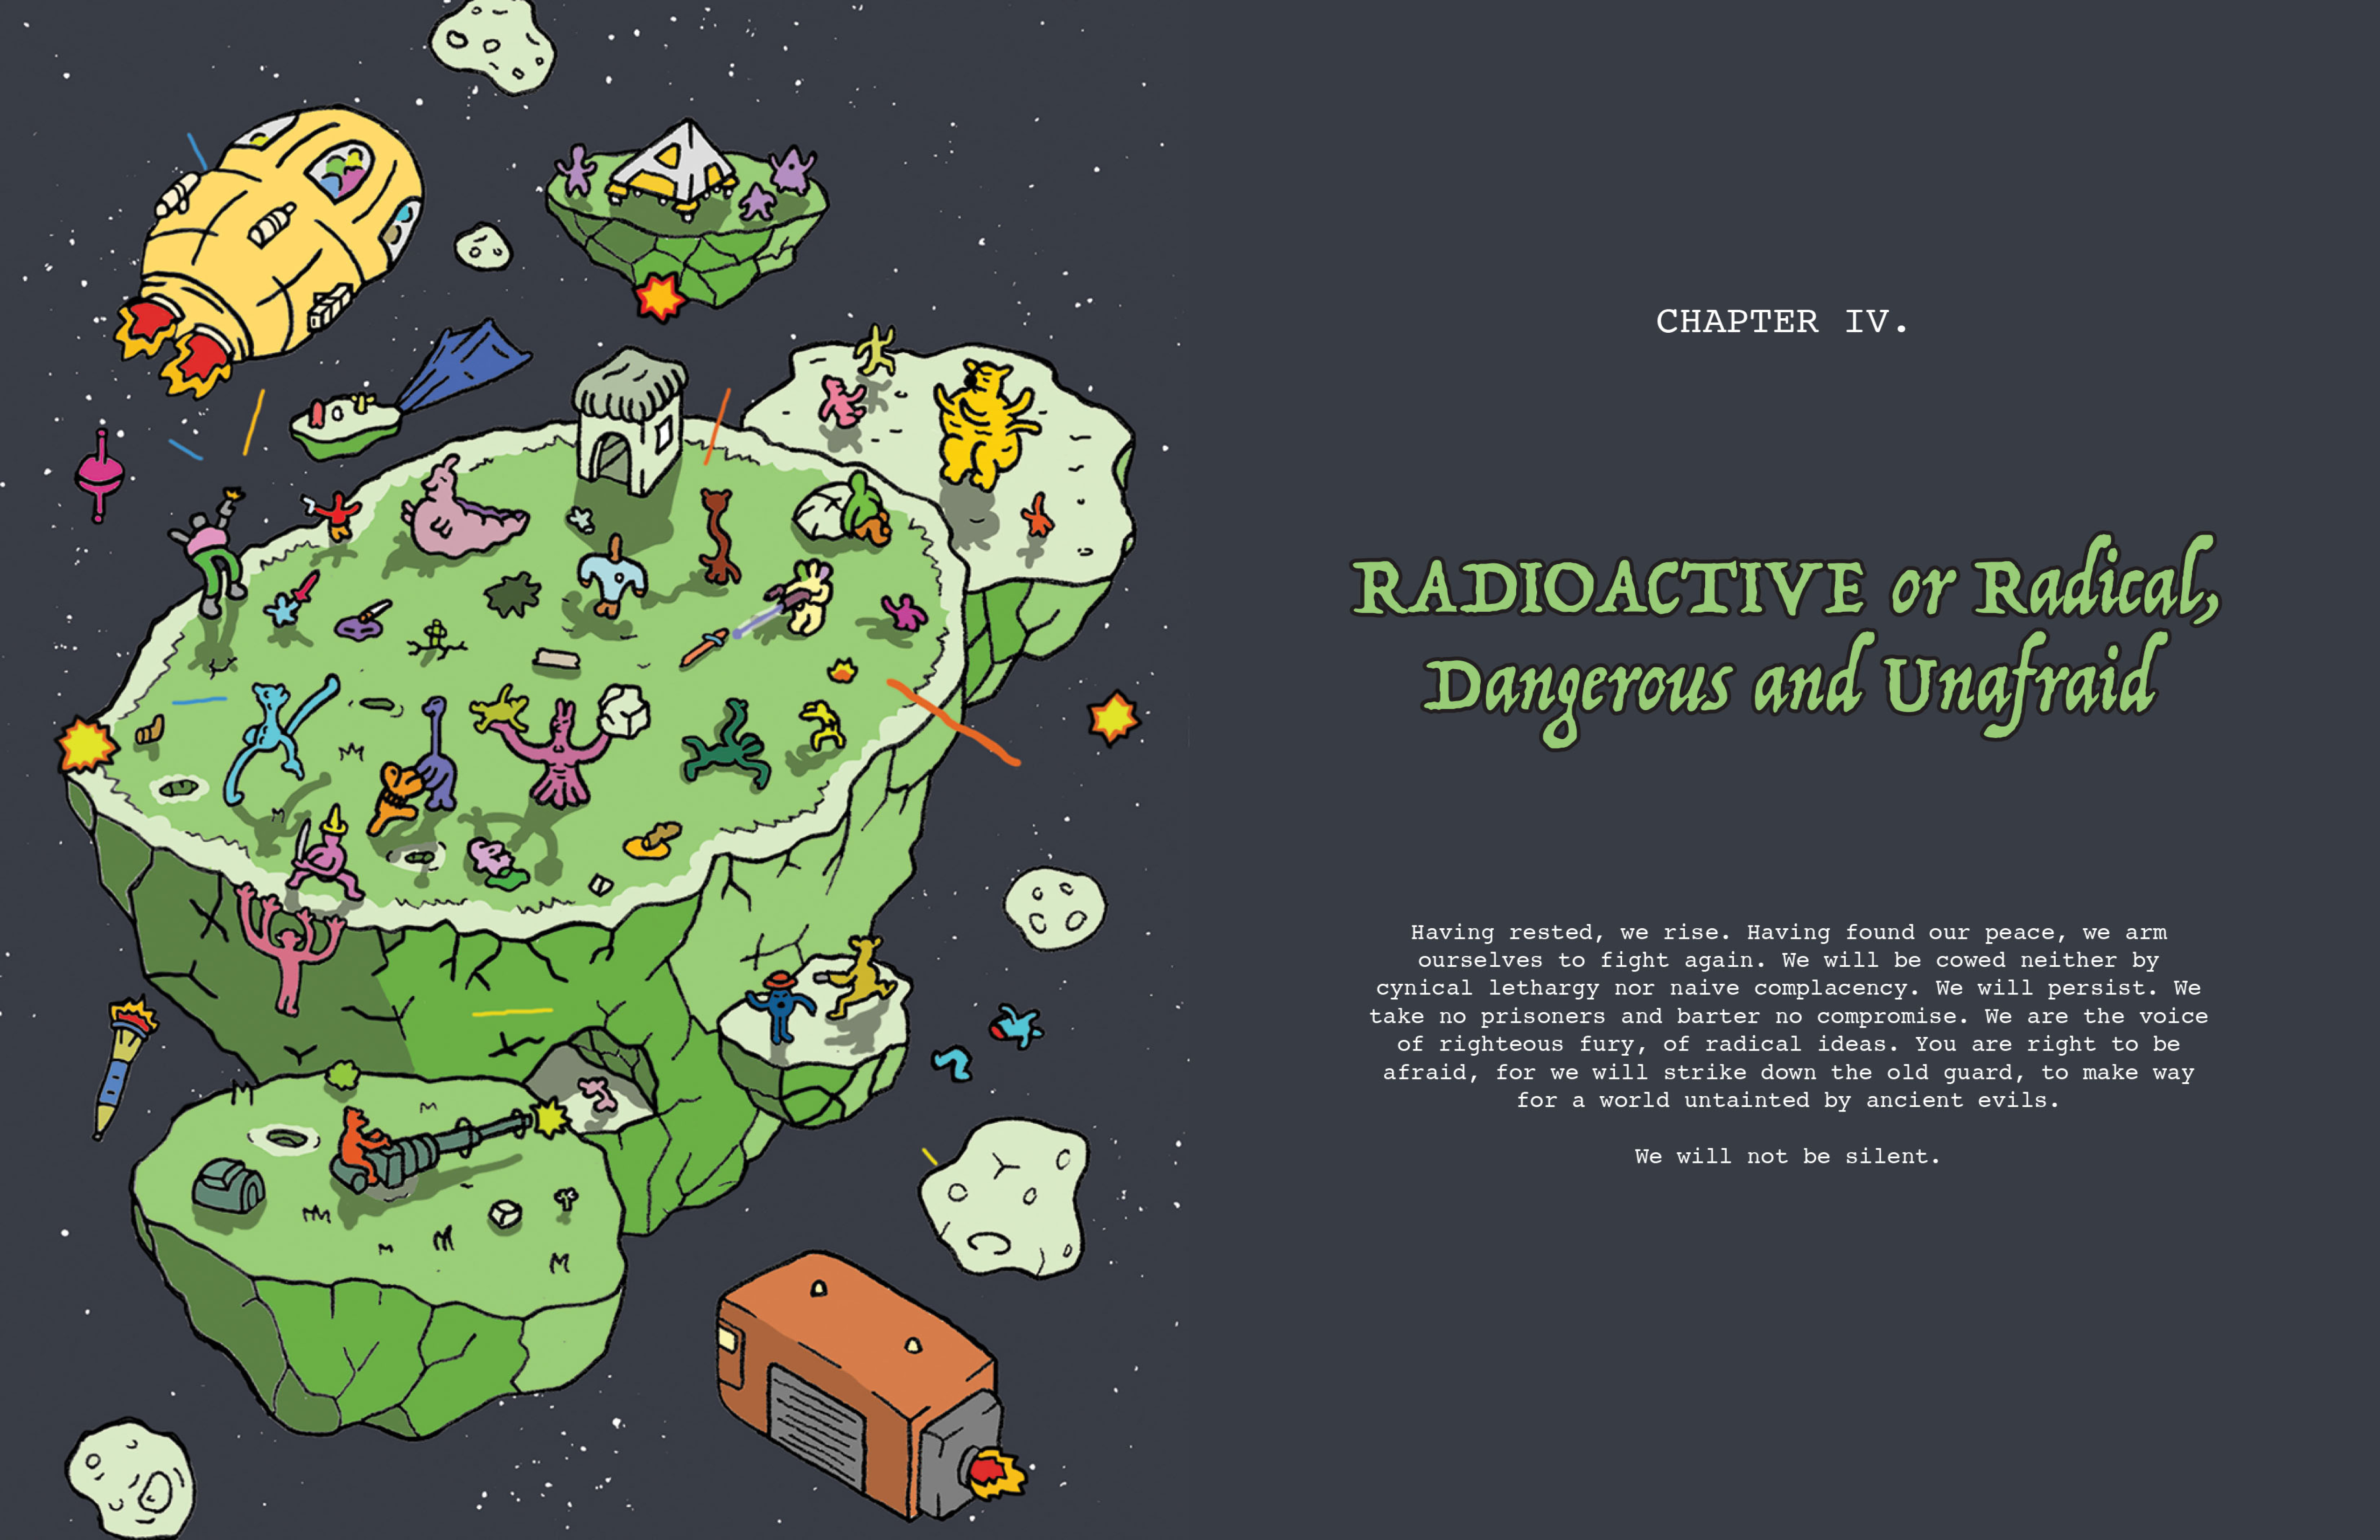 CHAPTER IV.
RADIOACTIVE or Radical,
Dangerous and Unafraid
Having rested, we rise. Having found our peace, we arm
ourselves to fight again. We will be cowed neither by
cynical lethargy nor naive complacency. We will persist. We
take no prisoners and barter no compromise. We are the voice
of righteous fury, of radical ideas. You are right to be
afraid, for we will strike down the old guard, to make way
for a world untainted by ancient evils.
We will not be silent.